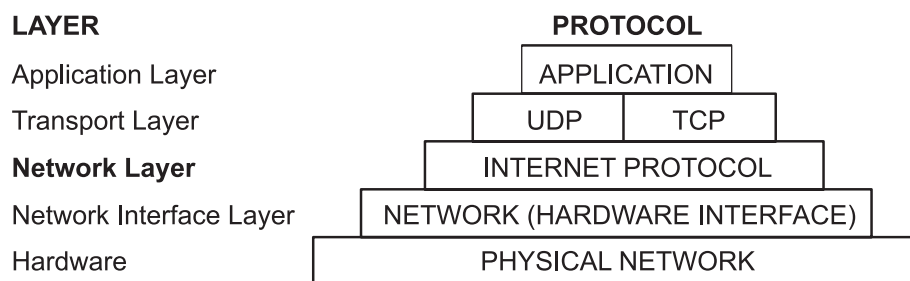 LAYER PROTOCOL
Application Layer APPLICATION
Transport Layer UDP TCP
Network Layer INTERNET PROTOCOL
Network Interface Layer NETWORK (HARDWARE INTERFACE)
Hardware PHYSICAL NETWORK